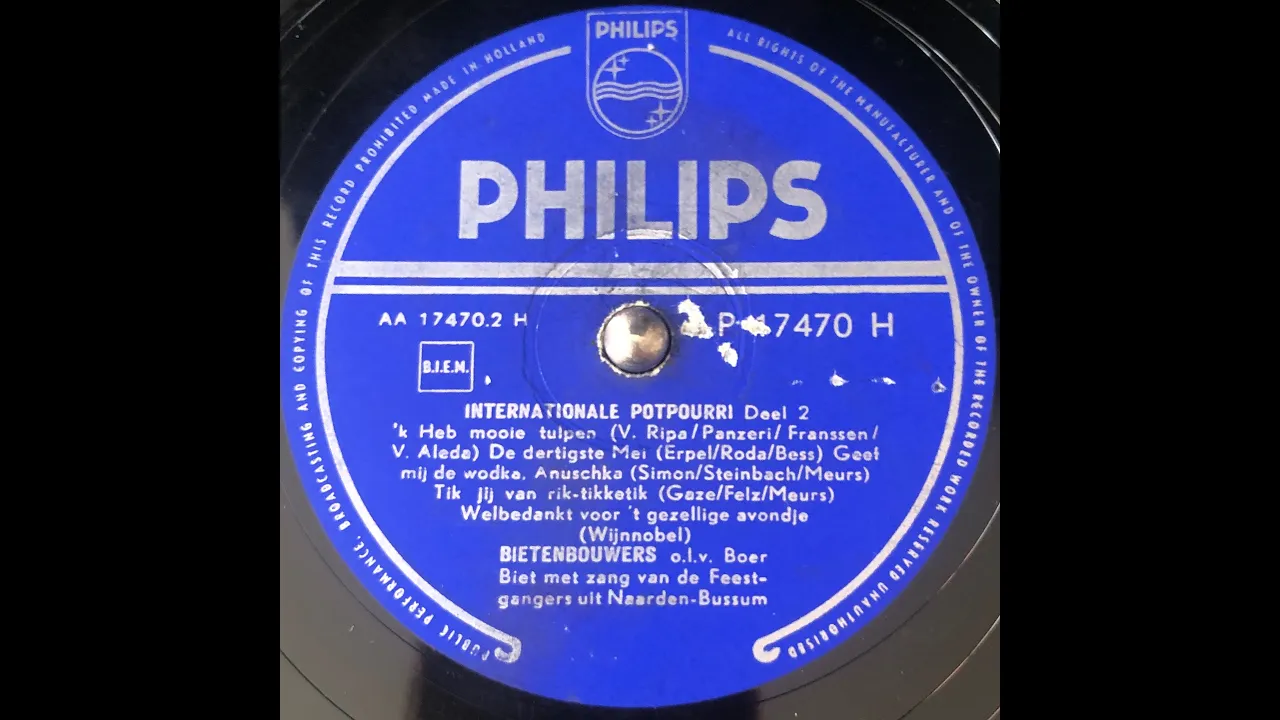 PHILIPS
MADE IN HOLLAND
ALL RIGHTS OF THE MANUFACTURER AND OF THE OWNER OF THE RECORDED WORK RESERVED UNAUTHORISED
PUBLIC PERFORMANCE, BROADCASTING AND COPYING OF THIS RECORD PROHIBITED
PHILIPS
AA 17470.2 H
P 17470 H
B.I.E.M.
INTERNATIONALE POTPOURRI Deel 2
'k Heb mooie tulpen (V. Ripa/Panzeri/Franssen/
V. Aleda) De dertigste Mei (Erpel/Roda/Bess) Geef
mij de wodka, Anuschka (Simon/Steinbach/Meurs)
Tik jij van rik-tikketik (Gaze/Felz/Meurs)
Welbedankt voor 't gezellige avondje
(Wijnnobel)
BIETENBOUWERS o.l.v. Boer
Biet met zang van de Feest-
gangers uit Naarden-Bussum